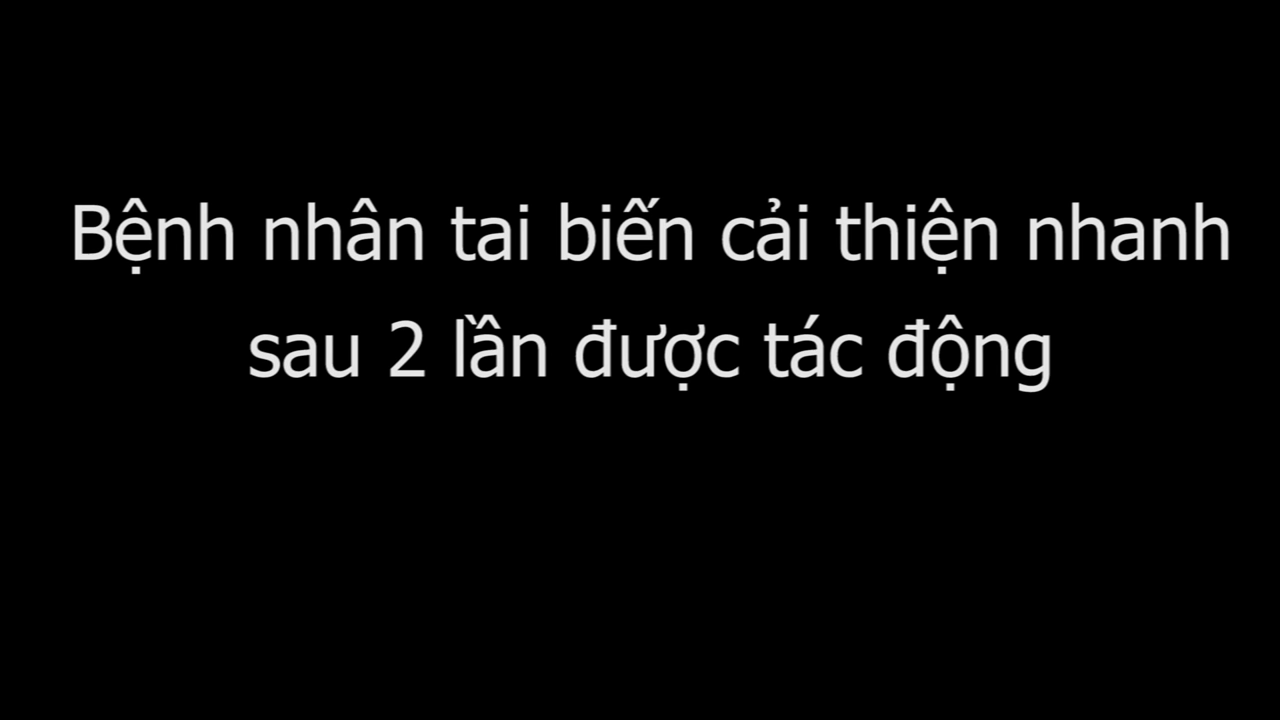 Bệnh nhân tai biến cải thiện nhanh
sau 2 lần được tác động